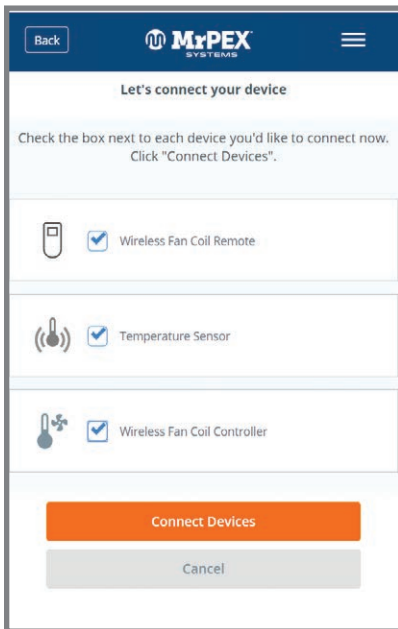 Back
MrPEX
SYSTEMS
Let's connect your device
Check the box next to each device you'd like to connect now.
Click "Connect Devices".
Wireless Fan Coil Remote
Temperature Sensor
Wireless Fan Coil Controller
Connect Devices
Cancel